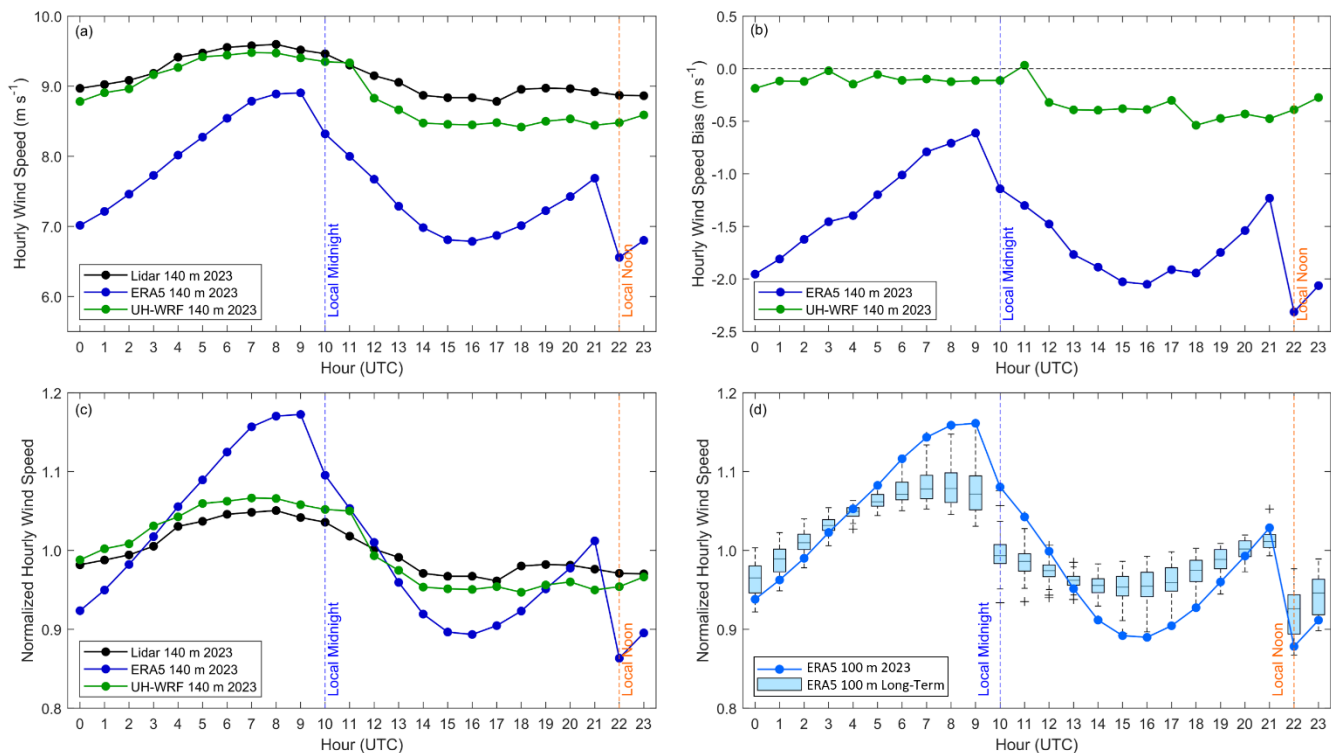 (a)
Hourly Wind Speed (m s⁻¹)
10.0
9.0
8.0
7.0
6.0
Lidar 140 m 2023
ERA5 140 m 2023
UH-WRF 140 m 2023
Local Midnight
Local Noon
0 1 2 3 4 5 6 7 8 9 10 11 12 13 14 15 16 17 18 19 20 21 22 23
Hour (UTC)
(b)
Hourly Wind Speed Bias (m s⁻¹)
0.0
-0.5
-1.0
-1.5
-2.0
-2.5
ERA5 140 m 2023
UH-WRF 140 m 2023
Local Midnight
Local Noon
0 1 2 3 4 5 6 7 8 9 10 11 12 13 14 15 16 17 18 19 20 21 22 23
Hour (UTC)
(c)
Normalized Hourly Wind Speed
1.2
1.1
1.0
0.9
0.8
Lidar 140 m 2023
ERA5 140 m 2023
UH-WRF 140 m 2023
Local Midnight
Local Noon
0 1 2 3 4 5 6 7 8 9 10 11 12 13 14 15 16 17 18 19 20 21 22 23
Hour (UTC)
(d)
Normalized Hourly Wind Speed
1.2
1.1
1.0
0.9
0.8
ERA5 100 m 2023
ERA5 100 m Long-Term
Local Midnight
Local Noon
0 1 2 3 4 5 6 7 8 9 10 11 12 13 14 15 16 17 18 19 20 21 22 23
Hour (UTC)